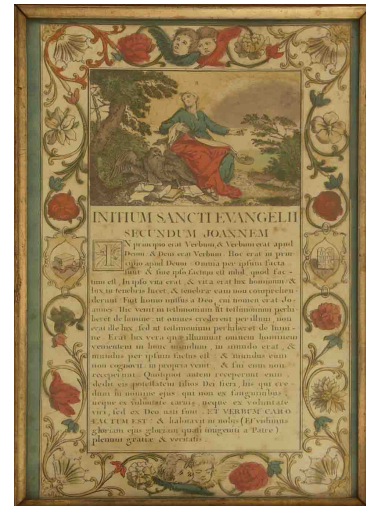 INITIUM SANCTI EVANGELII
SECUNDUM JOANNEM
IN principio erat Verbum, & Verbum erat apud
Deum & Deus erat Verbum. Hoc erat in prin-
cipio apud Deum. Omnia per ipsum facta
sunt & sine ipso factum est nihil, quod fac-
tum est, in ipso vita erat, & vita erat lux hominum, &
lux in tenebris lucet, & tenebræ eam non comprehen-
derunt. Fuit homo missus a Deo, cui nomen erat Jo-
annes. Hic venit in testimonium ut testimonium perhi-
beret de lumine, ut omnes crederent per illum, non
erat ille lux, sed ut testimonium perhiberet de lumi-
ne. Erat lux vera quæ illuminat omnem hominem
venientem in hunc mundum, in mundo erat, &
mundus per ipsum factus est, & mundus eum
non cognovit. in propria venit, & sui eum non
receperunt. Quotquot autem receperunt eum,
dedit eis potestatem filios Dei fieri, his qui cre-
dunt in nomine ejus, qui non ex sanguinibus,
neque ex voluntate carnis, neque ex voluntate
viri, sed ex Deo nati sunt. ET VERBUM CARO
FACTUM EST, & habitavit in nobis (Et vidimus
gloriam ejus gloriam quasi unigeniti a Patre)
plenum gratiæ & veritatis.